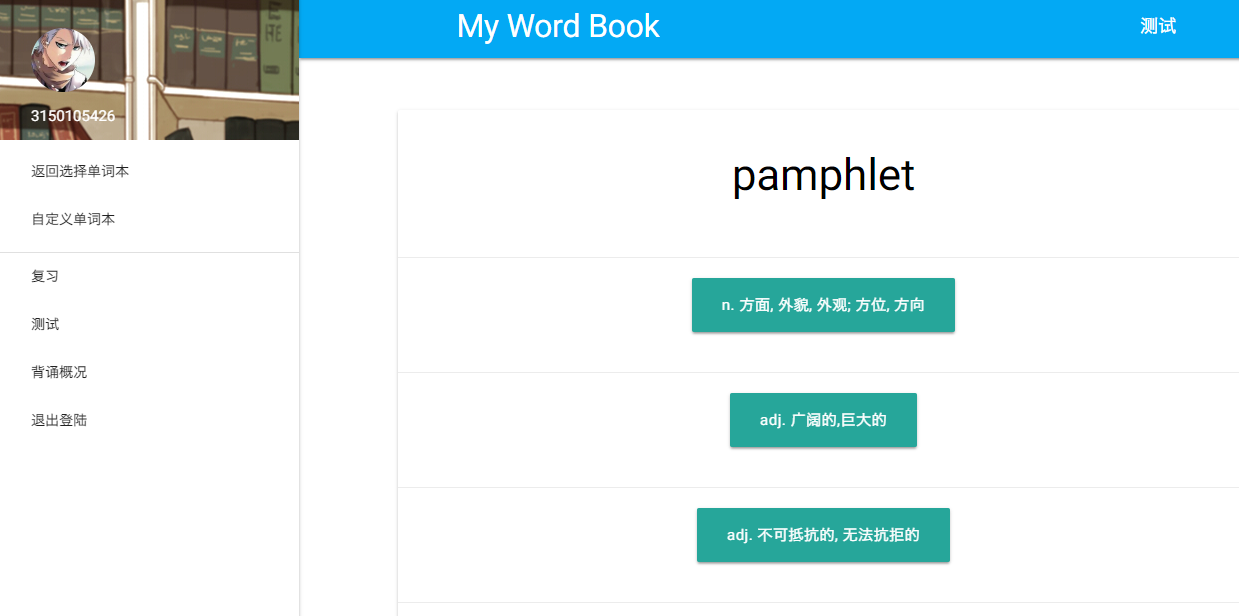 My Word Book
测试
3150105426
返回选择单词本
自定义单词本
复习
测试
背诵概况
退出登陆
pamphlet
n. 方面, 外貌, 外观; 方位, 方向
adj. 广阔的,巨大的
adj. 不可抵抗的, 无法抗拒的